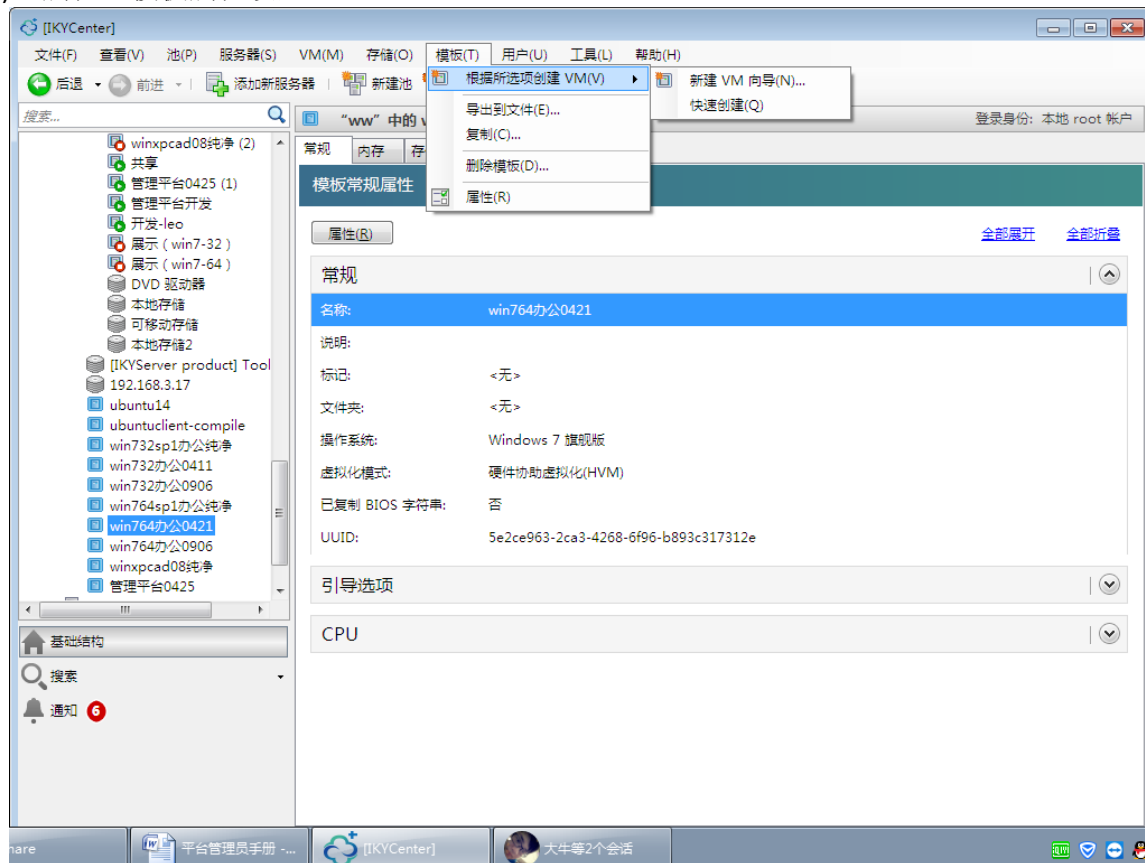 [IKYCenter]
文件(F) 查看(V) 池(P) 服务器(S) VM(M) 存储(O) 模板(T) 用户(U) 工具(L) 帮助(H)
后退 前进 添加新服务器 新建池
根据所选项创建 VM(V)
导出到文件(E)...
复制(C)...
删除模板(D)...
属性(R)
新建 VM 向导(N)...
快速创建(Q)
搜索...
“ww”中的
登录身份: 本地 root 帐户
winxpcad08纯净 (2)
共享
管理平台0425 (1)
管理平台开发
开发-leo
展示(win7-32)
展示(win7-64)
DVD 驱动器
本地存储
可移动存储
本地存储2
[IKYServer product] Tool
192.168.3.17
ubuntu14
ubuntuclient-compile
win732sp1办公纯净
win732办公0411
win732办公0906
win764sp1办公纯净
win764办公0421
win764办公0906
winxpcad08纯净
管理平台0425
基础结构
搜索
通知 6
常规 内存 存
模板常规属性
属性(R)
全部展开 全部折叠
常规
名称: win764办公0421
说明:
标记: <无>
文件夹: <无>
操作系统: Windows 7 旗舰版
虚拟化模式: 硬件协助虚拟化(HVM)
已复制 BIOS 字符串: 否
UUID: 5e2ce963-2ca3-4268-6f96-b893c317312e
引导选项
CPU
hare 平台管理员手册 -... [IKYCenter] 大牛等2个会话